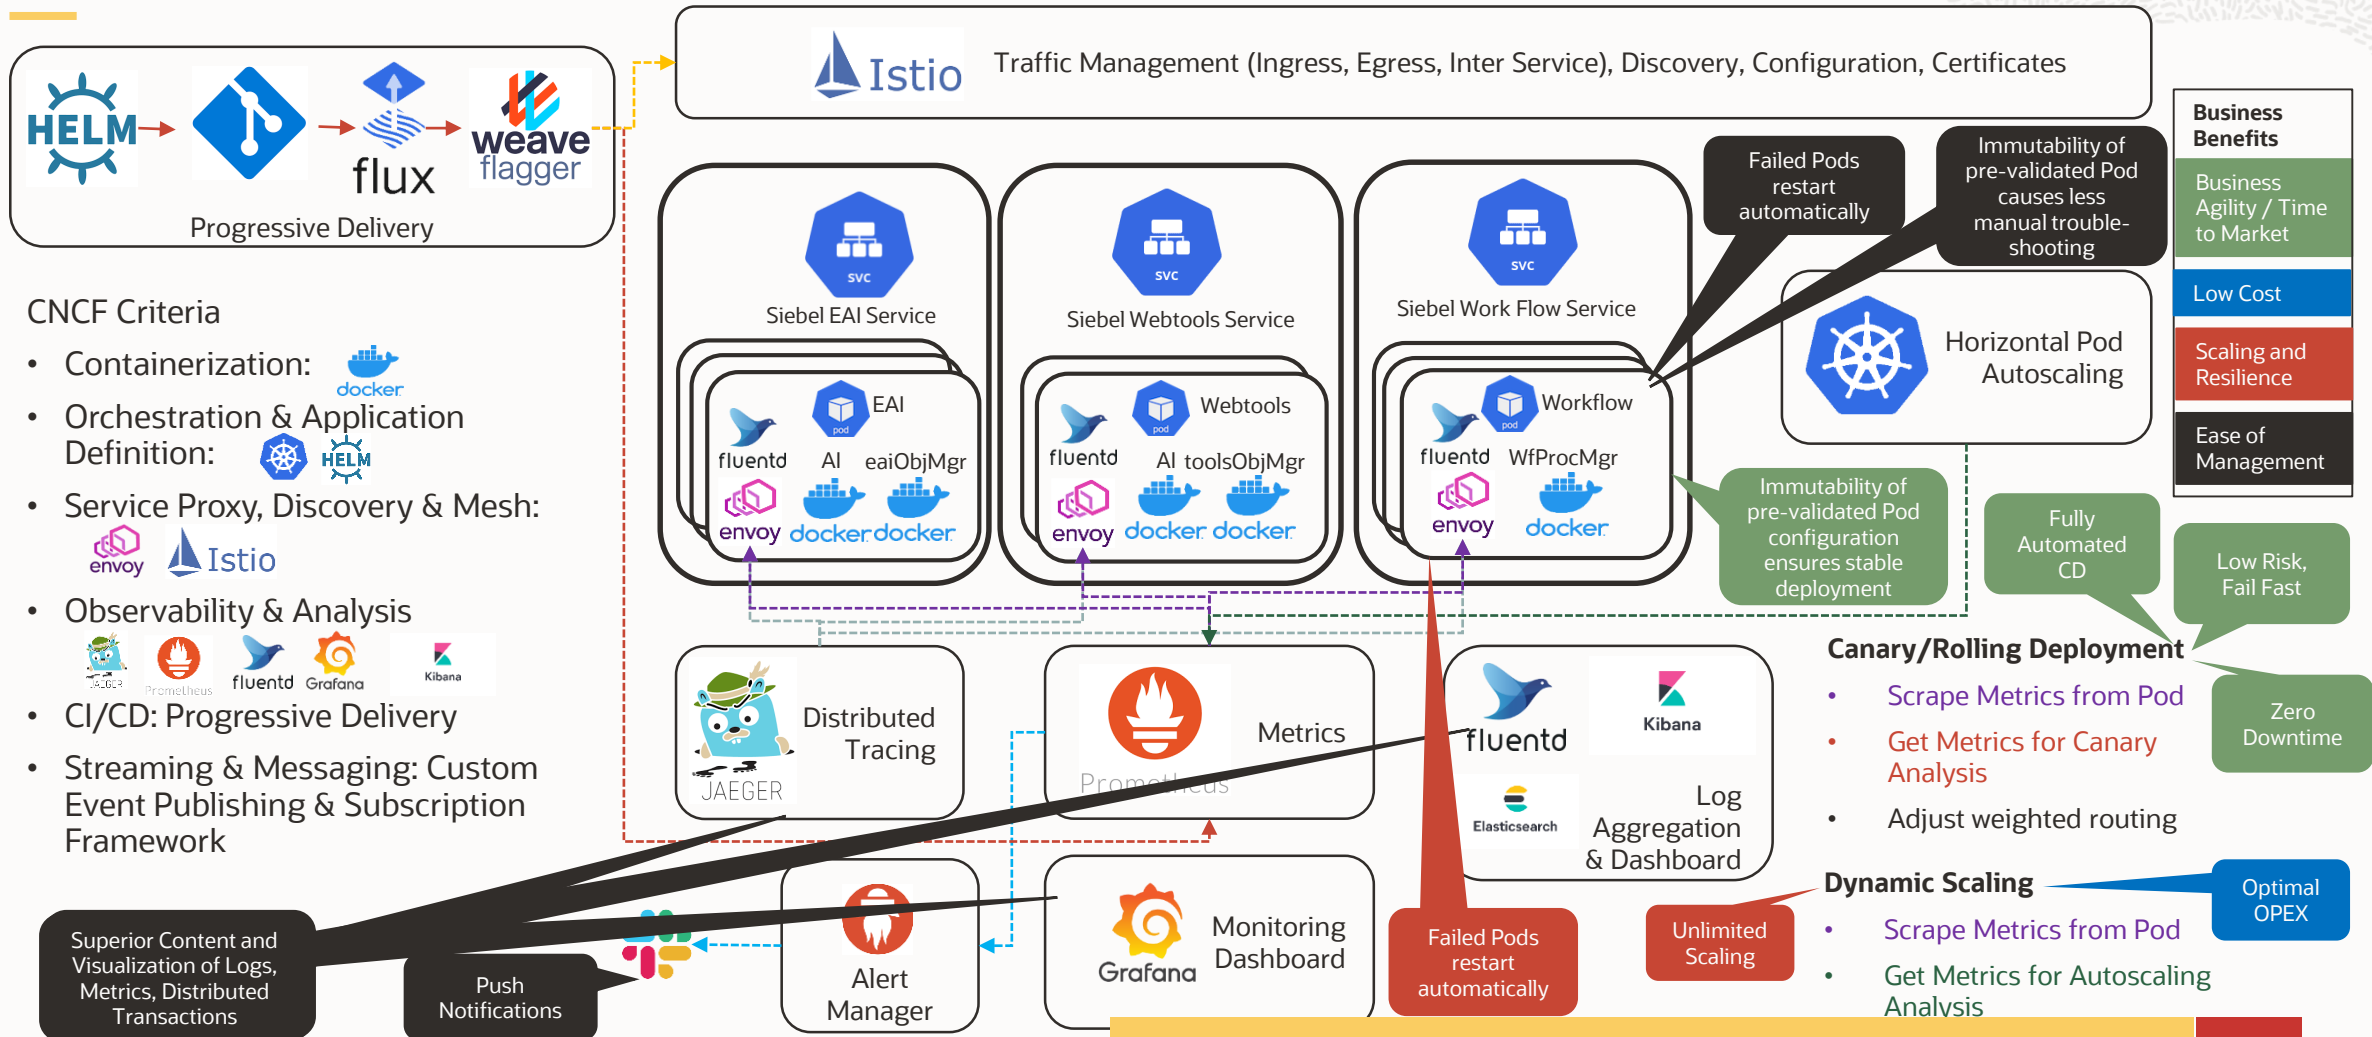 HELM
flux
weave
flagger
Progressive Delivery
Istio
Traffic Management (Ingress, Egress, Inter Service), Discovery, Configuration, Certificates
CNCF Criteria
• Containerization:
docker
• Orchestration & Application
Definition:
HELM
• Service Proxy, Discovery & Mesh:
envoy
Istio
• Observability & Analysis
JAEGER
Prometheus
fluentd
Grafana
Kibana
• CI/CD: Progressive Delivery
• Streaming & Messaging: Custom
Event Publishing & Subscription
Framework
svc
Siebel EAI Service
pod
EAI
fluentd
AI
eaiObjMgr
envoy
docker
docker
svc
Siebel Webtools Service
pod
Webtools
fluentd
AI
toolsObjMgr
envoy
docker
docker
svc
Siebel Work Flow Service
pod
Workflow
fluentd
WfProcMgr
envoy
docker
Failed Pods
restart
automatically
Immutability of
pre-validated Pod
causes less
manual trouble-
shooting
Horizontal Pod
Autoscaling
Business
Benefits
Business
Agility / Time
to Market
Low Cost
Scaling and
Resilience
Ease of
Management
Immutability of
pre-validated Pod
configuration
ensures stable
deployment
Fully
Automated
CD
Low Risk,
Fail Fast
Zero
Downtime
Canary/Rolling Deployment
• Scrape Metrics from Pod
• Get Metrics for Canary
Analysis
• Adjust weighted routing
Dynamic Scaling
• Scrape Metrics from Pod
• Get Metrics for Autoscaling
Analysis
Optimal
OPEX
Unlimited
Scaling
Failed Pods
restart
automatically
JAEGER
Distributed
Tracing
Prometheus
Metrics
fluentd
Kibana
Elasticsearch
Log
Aggregation
& Dashboard
Alert
Manager
Grafana
Monitoring
Dashboard
Push
Notifications
Superior Content and
Visualization of Logs,
Metrics, Distributed
Transactions